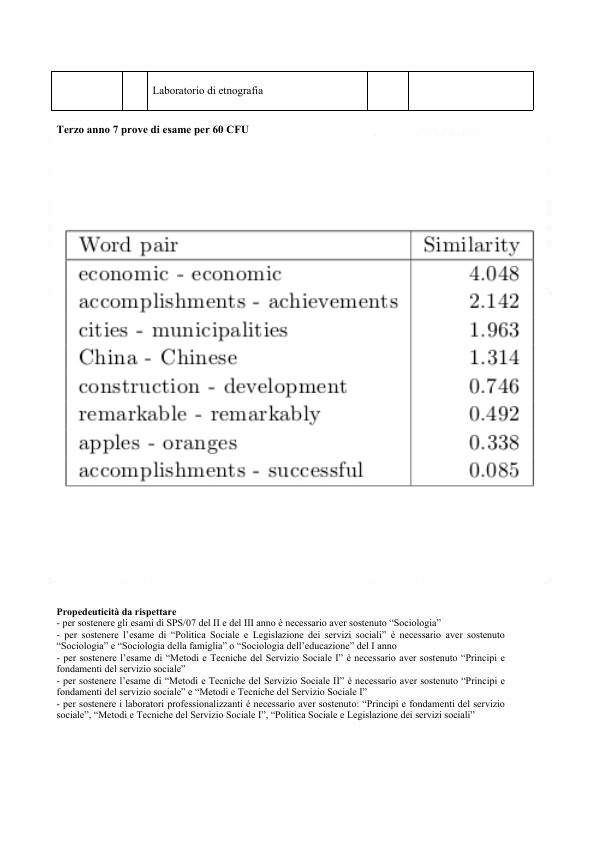 Laboratorio di etnografia
Terzo anno 7 prove di esame per 60 CFU
Word pair Similarity
economic - economic 4.048
accomplishments - achievements 2.142
cities - municipalities 1.963
China - Chinese 1.314
construction - development 0.746
remarkable - remarkably 0.492
apples - oranges 0.338
accomplishments - successful 0.085
Propedeuticità da rispettare
- per sostenere gli esami di SPS/07 del II e del III anno è necessario aver sostenuto “Sociologia”
- per sostenere l’esame di “Politica Sociale e Legislazione dei servizi sociali” è necessario aver sostenuto
“Sociologia” e “Sociologia della famiglia” o “Sociologia dell’educazione” del I anno
- per sostenere l’esame di “Metodi e Tecniche del Servizio Sociale I” è necessario aver sostenuto “Principi e
fondamenti del servizio sociale”
- per sostenere l’esame di “Metodi e Tecniche del Servizio Sociale II” è necessario aver sostenuto “Principi e
fondamenti del servizio sociale” e “Metodi e Tecniche del Servizio Sociale I”
- per sostenere i laboratori professionalizzanti è necessario aver sostenuto: “Principi e fondamenti del servizio
sociale”, “Metodi e Tecniche del Servizio Sociale I”, “Politica Sociale e Legislazione dei servizi sociali”